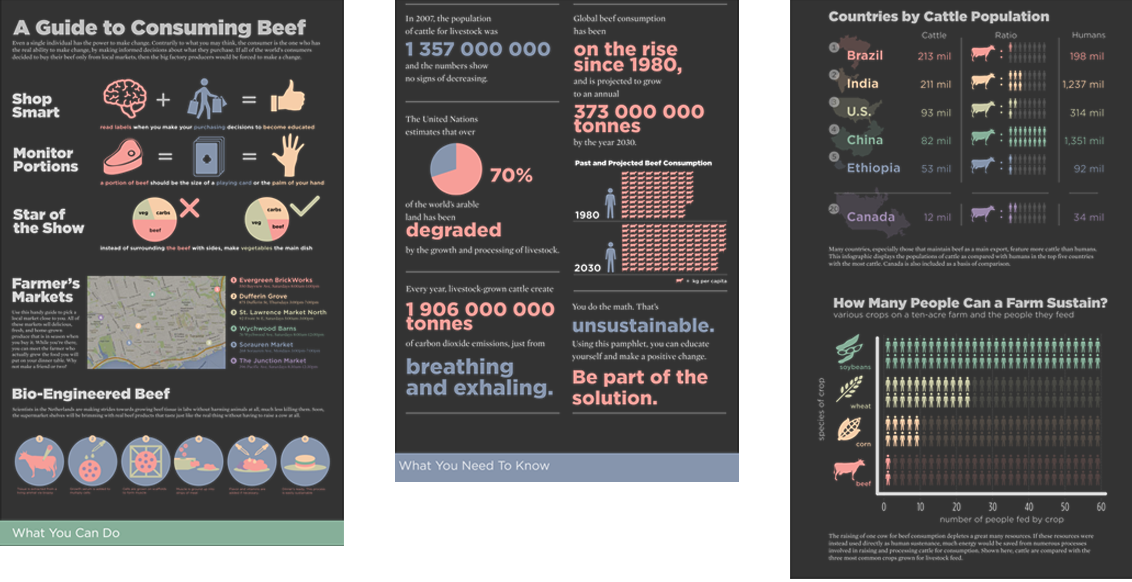 A Guide to Consuming Beef
Even a single individual has the power to make change. Contrarily to what you may think, the consumer is the one who has
the real ability to make change, by making informed decisions about what they purchase. If all of the world's consumers
decided to buy their beef only from local markets, then the big factory producers would be forced to make a change.
Shop
Smart
+
=
read labels when you make your purchasing decisions to become educated
Monitor
Portions
=
=
a portion of beef should be the size of a playing card or the palm of your hand
Star of
the Show
veg
carbs
beef
veg
carbs
beef
instead of surrounding the beef with sides, make vegetables the main dish
Farmer's
Markets
Use this handy guide to pick a
local market close to you. All of
these markets sell delicious,
fresh, and home-grown
produce that is in season when
you buy it. While you're there,
you can meet the farmer who
actually grew the food you will
put on your dinner table. Why
not make a friend or two?
Evergreen BrickWorks
Dufferin Grove
St. Lawrence Market North
Wychwood Barns
Sorauren Market
The Junction Market
Bio-Engineered Beef
Scientists in the Netherlands are making strides towards growing beef tissue in labs without harming animals at all, much less killing them. Soon,
the supermarket shelves will be brimming with real beef products that taste just like the real thing without having to raise a cow at all.
What You Can Do
In 2007, the population
of cattle for livestock was
1 357 000 000
and the numbers show
no signs of decreasing.
The United Nations
estimates that over
70%
of the world's arable
land has been
degraded
by the growth and processing of livestock.
Every year, livestock-grown cattle create
1 906 000 000
tonnes
of carbon dioxide emissions, just from
breathing
and exhaling.
Global beef consumption
has been
on the rise
since 1980,
and is projected to grow
to an annual
373 000 000
tonnes
by the year 2030.
Past and Projected Beef Consumption
1980
2030
= kg per capita
You do the math. That's
unsustainable.
Using this pamphlet, you can educate
yourself and make a positive change.
Be part of the
solution.
What You Need To Know
Countries by Cattle Population
Cattle Ratio Humans
1 Brazil 213 mil : 198 mil
2 India 211 mil : 1,237 mil
3 U.S. 93 mil : 314 mil
4 China 82 mil : 1,351 mil
5 Ethiopia 53 mil : 92 mil
Canada 12 mil : 34 mil
Many countries, especially those that maintain beef as a main export, feature more cattle than humans.
This infographic displays the populations of cattle as compared with humans in the top five countries
with the most cattle. Canada is also included as a basis of comparison.
How Many People Can a Farm Sustain?
various crops on a ten-acre farm and the people they feed
species of crop
soybeans
wheat
corn
beef
0 10 20 30 40 50 60
number of people fed by crop
The raising of one cow for beef consumption depletes a great many resources. If these resources were
instead used directly as human sustenance, much energy would be saved from numerous processes
involved in raising and processing cattle for consumption. Shown here, cattle are compared with the
three most common crops grown for livestock feed.